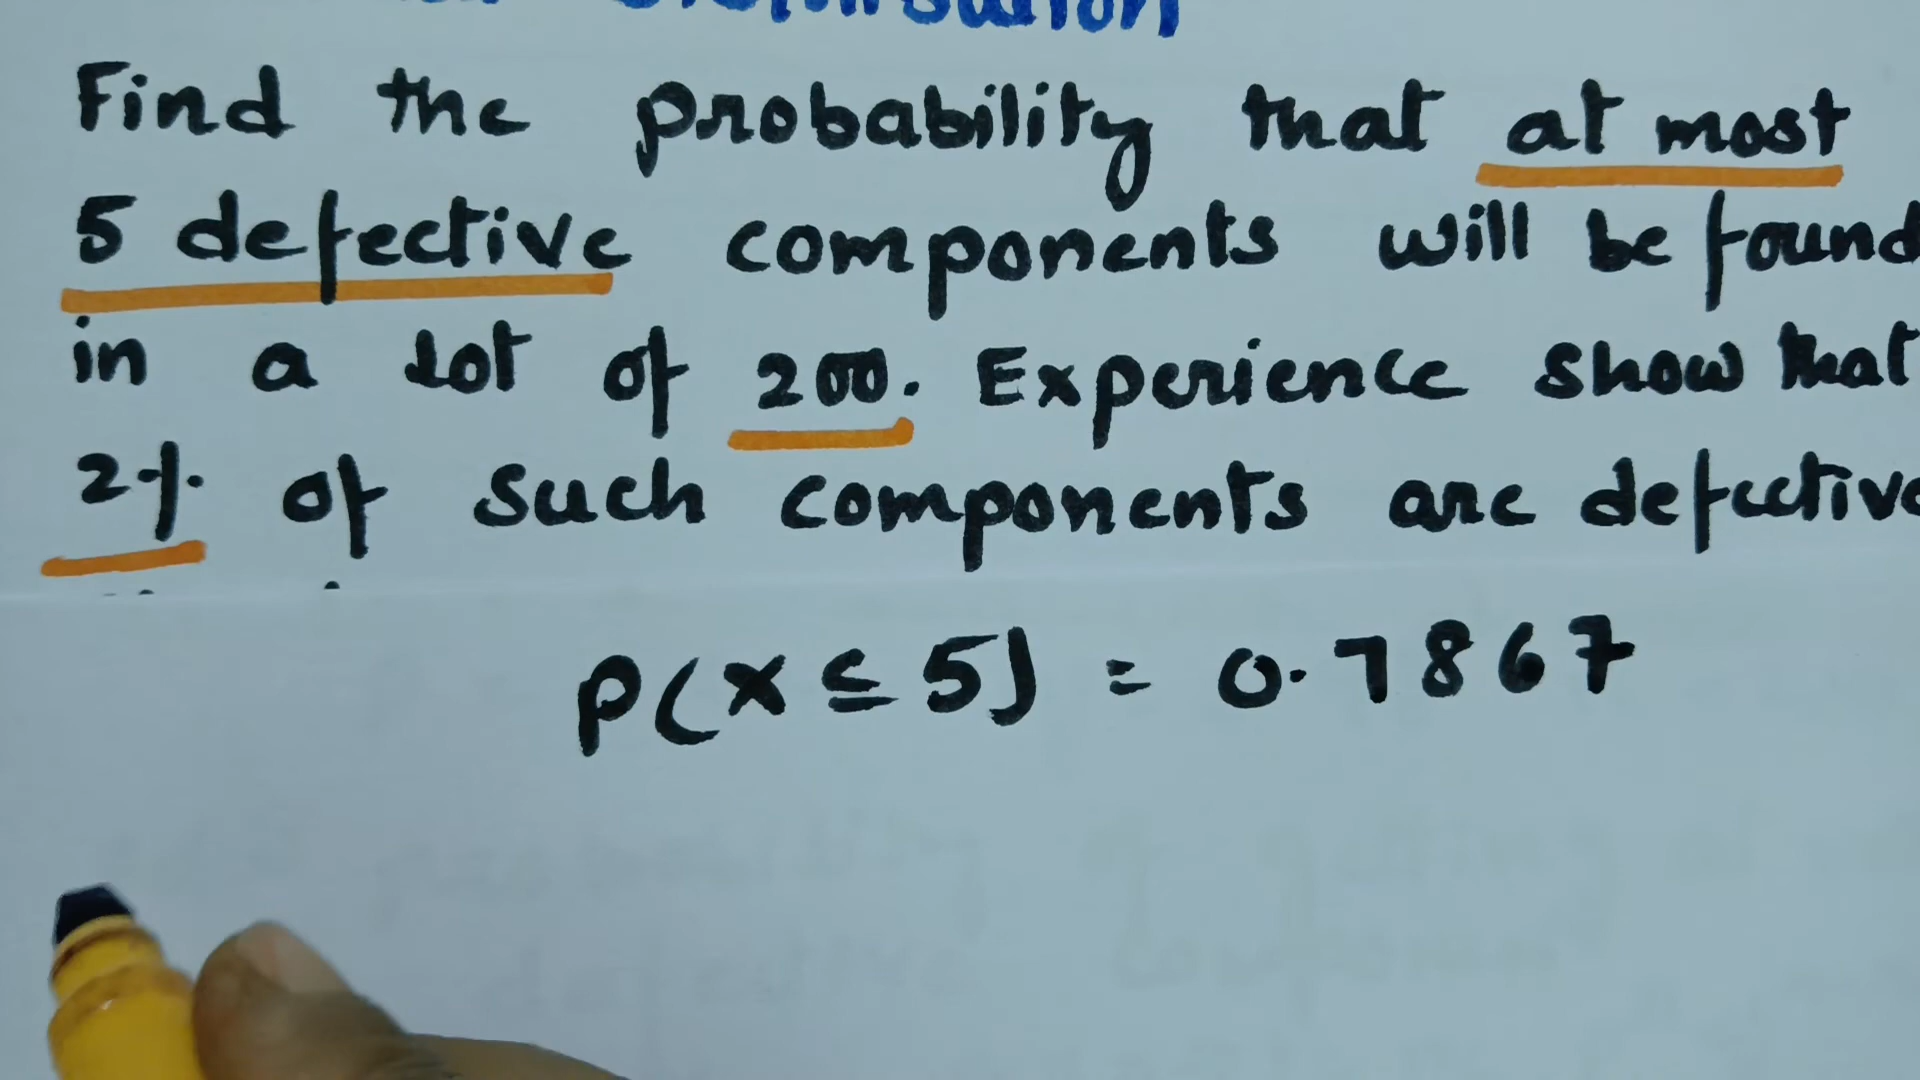 Find the probability that at most
5 defective components will be found
in a lot of 200. Experience show that
2% of such components are defective
P(x ≤ 5) = 0.7867